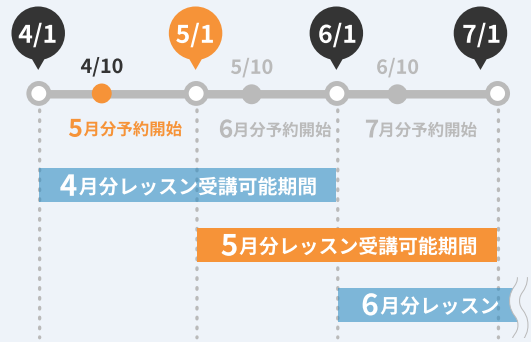 4/1
5/1
6/1
7/1
4/10
5/10
6/10
5月分予約開始
6月分予約開始
7月分予約開始
4月分レッスン受講可能期間
5月分レッスン受講可能期間
6月分レッスン